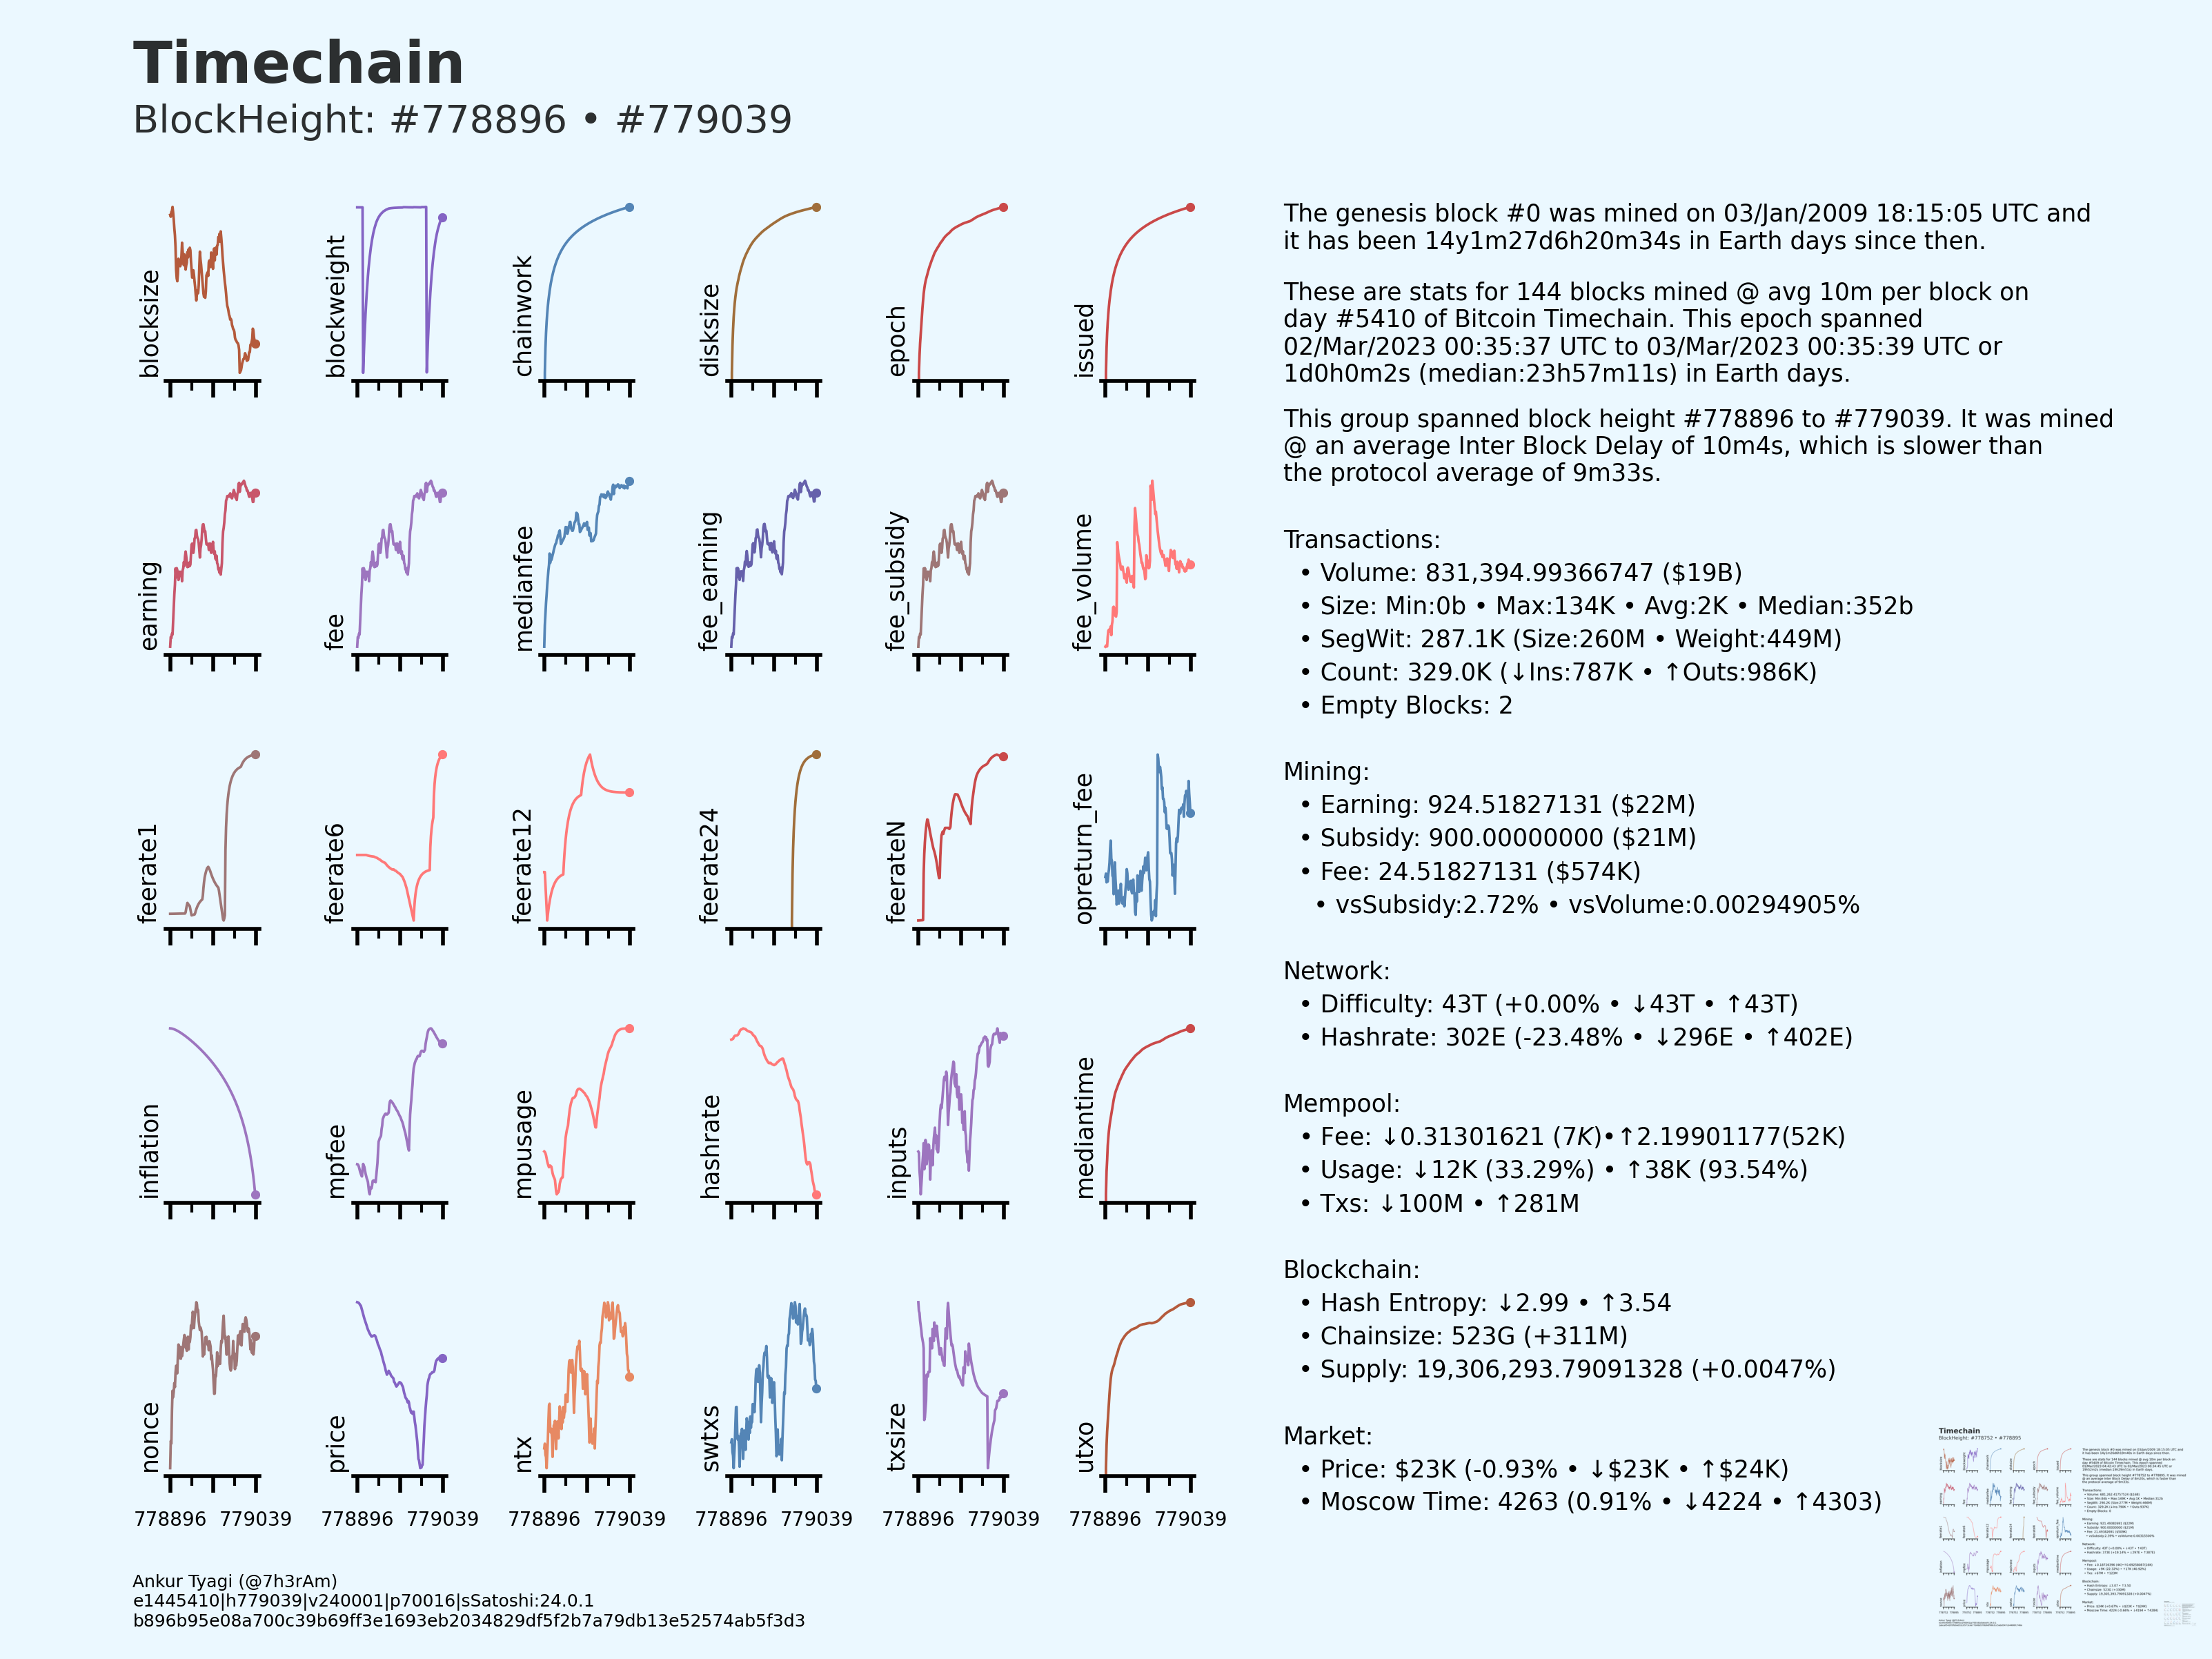 Timechain
BlockHeight: #778896 • #779039
blocksize
blockweight
chainwork
disksize
epoch
issued
earning
fee
medianfee
fee_earning
fee_subsidy
fee_volume
feerate1
feerate6
feerate12
feerate24
feerateN
opreturn_fee
inflation
mpfee
mpusage
hashrate
inputs
mediantime
nonce
price
ntx
swtxs
txsize
utxo
778896 779039 778896 779039 778896 779039 778896 779039 778896 779039 778896 779039
The genesis block #0 was mined on 03/Jan/2009 18:15:05 UTC and
it has been 14y1m27d6h20m34s in Earth days since then.
These are stats for 144 blocks mined @ avg 10m per block on
day #5410 of Bitcoin Timechain. This epoch spanned
02/Mar/2023 00:35:37 UTC to 03/Mar/2023 00:35:39 UTC or
1d0h0m2s (median:23h57m11s) in Earth days.
This group spanned block height #778896 to #779039. It was mined
@ an average Inter Block Delay of 10m4s, which is slower than
the protocol average of 9m33s.
Transactions:
• Volume: 831,394.99366747 ($19B)
• Size: Min:0b • Max:134K • Avg:2K • Median:352b
• SegWit: 287.1K (Size:260M • Weight:449M)
• Count: 329.0K (↓Ins:787K • ↑Outs:986K)
• Empty Blocks: 2
Mining:
• Earning: 924.51827131 ($22M)
• Subsidy: 900.00000000 ($21M)
• Fee: 24.51827131 ($574K)
• vsSubsidy:2.72% • vsVolume:0.00294905%
Network:
• Difficulty: 43T (+0.00% • ↓43T • ↑43T)
• Hashrate: 302E (-23.48% • ↓296E • ↑402E)
Mempool:
• Fee: ↓0.31301621 (7K)•↑2.19901177(52K)
• Usage: ↓12K (33.29%) • ↑38K (93.54%)
• Txs: ↓100M • ↑281M
Blockchain:
• Hash Entropy: ↓2.99 • ↑3.54
• Chainsize: 523G (+311M)
• Supply: 19,306,293.79091328 (+0.0047%)
Market:
• Price: $23K (-0.93% • ↓$23K • ↑$24K)
• Moscow Time: 4263 (0.91% • ↓4224 • ↑4303)
Ankur Tyagi (@7h3rAm)
e1445410|h779039|v240001|p70016|sSatoshi:24.0.1
b896b95e08a700c39b69ff3e1693eb2034829df5f2b7a79db13e52574ab5f3d3
Timechain
BlockHeight: #778752 • #778895